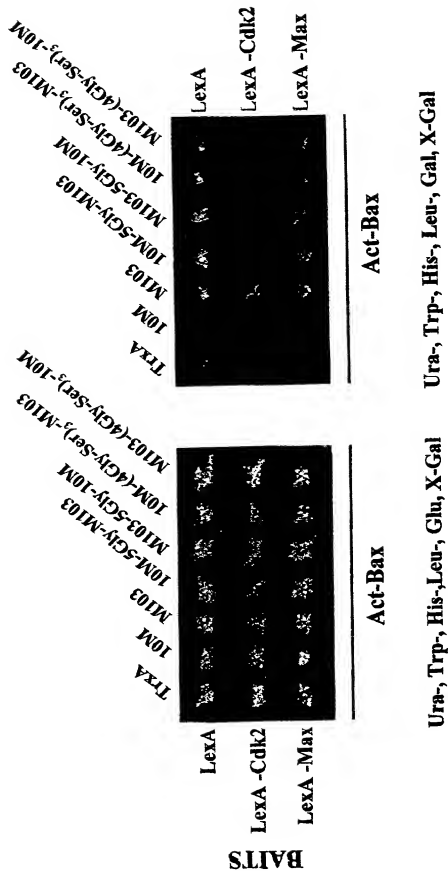 BAITS
LexA
LexA -Cdk2
LexA -Max
TrxA
10M
M103
10M-5Gly-M103
M103-5Gly-10M
10M-(4Gly-Ser)3-M103
M103-(4Gly-Ser)3-10M
Act-Bax
Ura-, Trp-, His-,Leu-, Glu, X-Gal
TrxA
10M
M103
10M-5Gly-M103
M103-5Gly-10M
10M-(4Gly-Ser)3-M103
M103-(4Gly-Ser)3-10M
LexA
LexA -Cdk2
LexA -Max
Act-Bax
Ura-, Trp-, His-, Leu-, Gal, X-Gal